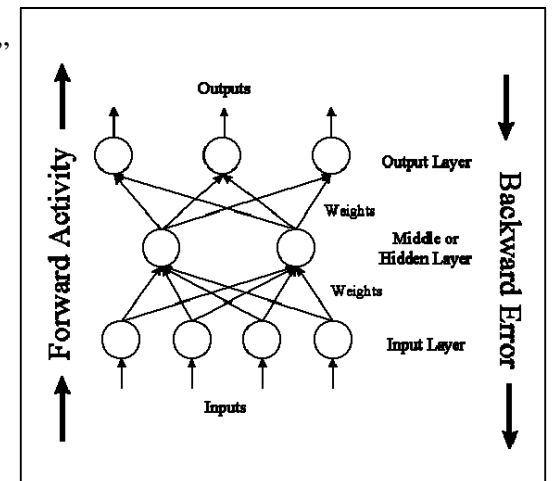 ,,
Outputs
Output Layer
Weights
Middle or
Hidden Layer
Weights
Input Layer
Inputs
Forward Activity
Backward Error